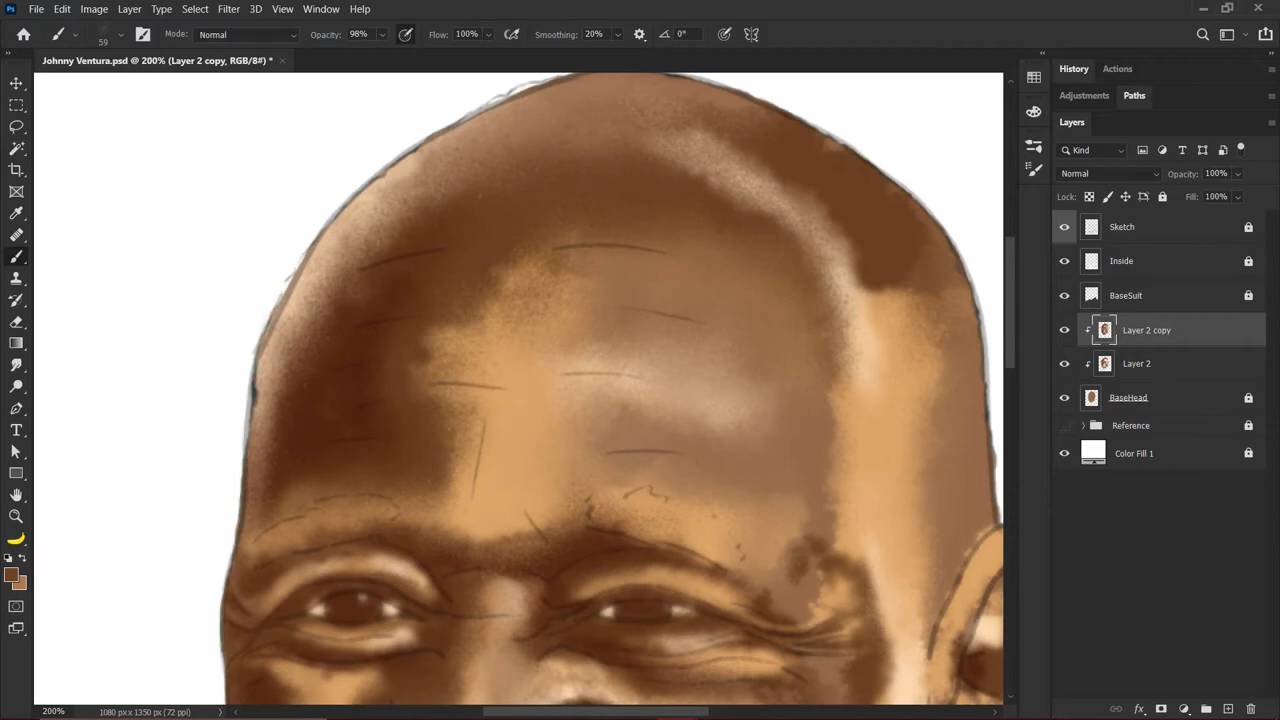 Ps File Edit Image Layer Type Select Filter 3D View Window Help
59 Mode: Normal Opacity: 98% Flow: 100% Smoothing: 20% 0°
Johnny Ventura.psd @ 200% (Layer 2 copy, RGB/8#) *
History Actions
Adjustments Paths
Layers
Kind
Normal Opacity: 100%
Lock: Fill: 100%
Sketch
Inside
BaseSuit
Layer 2 copy
Layer 2
BaseHead
Reference
Color Fill 1
200% 1080 px x 1350 px (72 ppi)